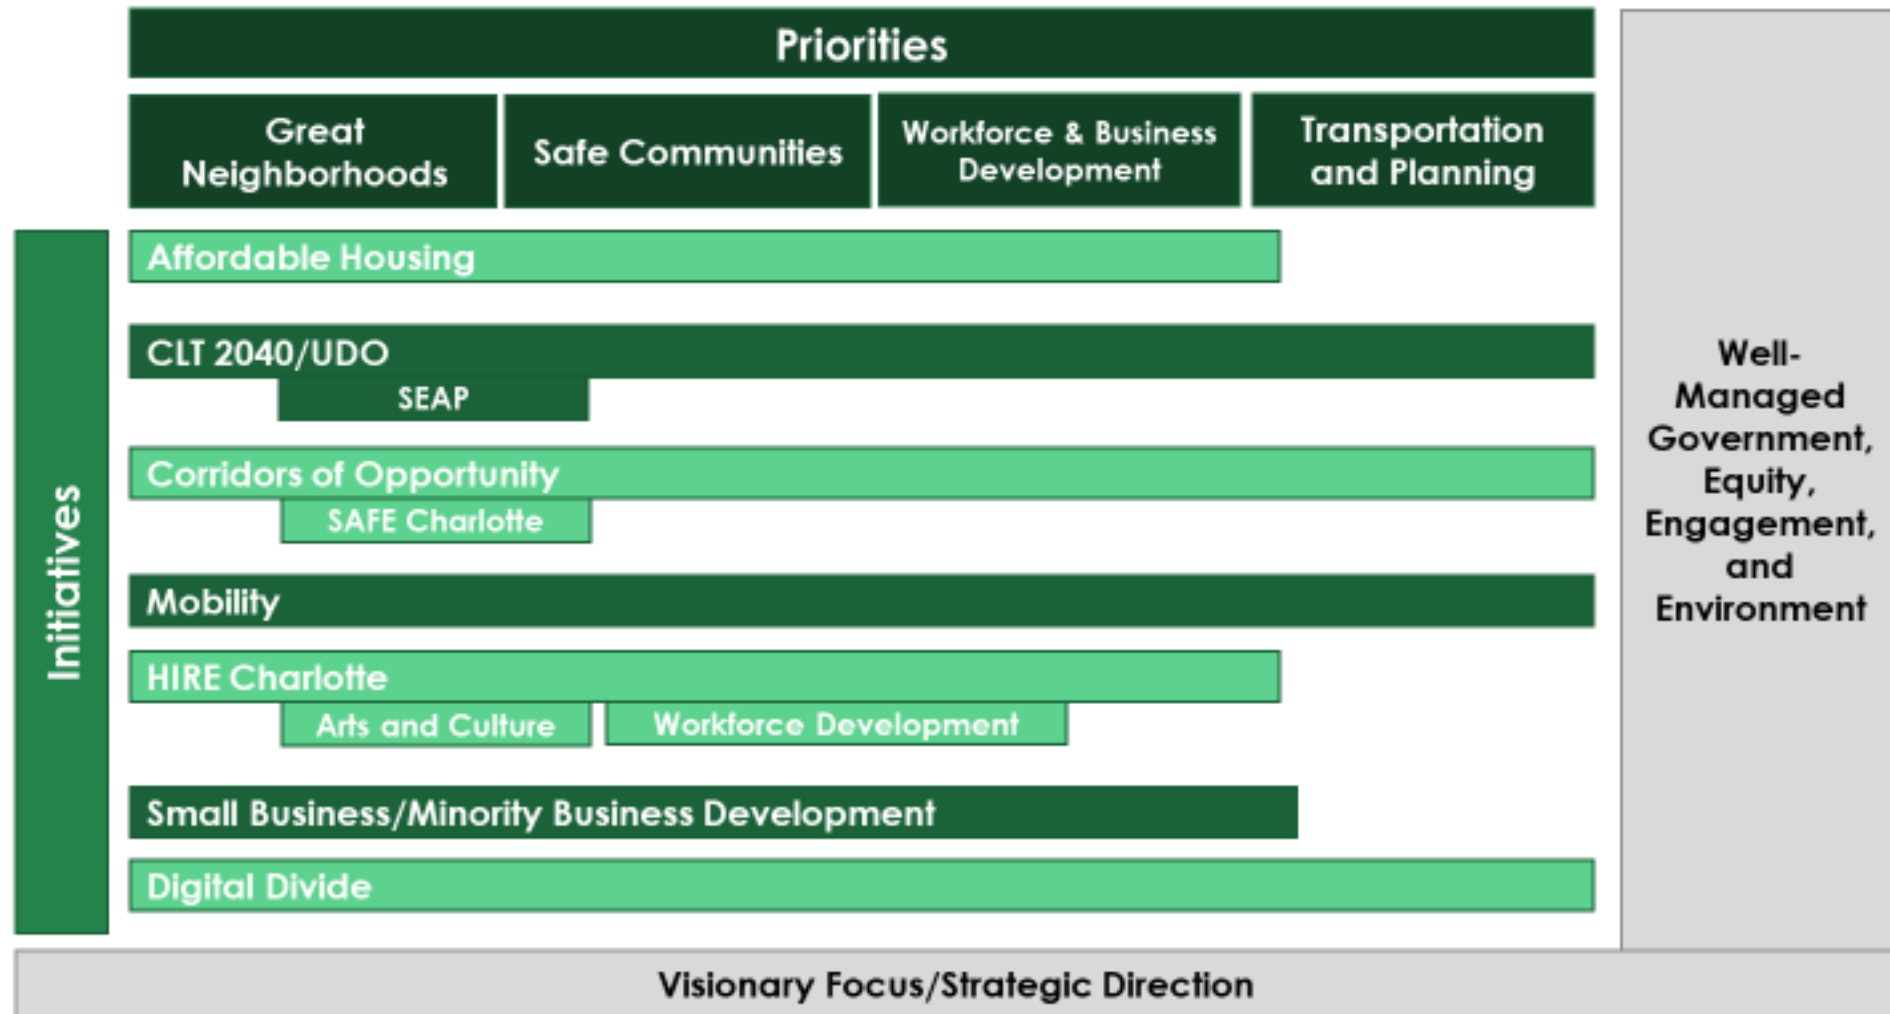 Priorities
Great
Neighborhoods
Safe Communities
Workforce & Business
Development
Transportation
and Planning
Initiatives
Affordable Housing
CLT 2040/UDO
SEAP
Corridors of Opportunity
SAFE Charlotte
Mobility
HIRE Charlotte
Arts and Culture
Workforce Development
Small Business/Minority Business Development
Digital Divide
Well-
Managed
Government,
Equity,
Engagement,
and
Environment
Visionary Focus/Strategic Direction